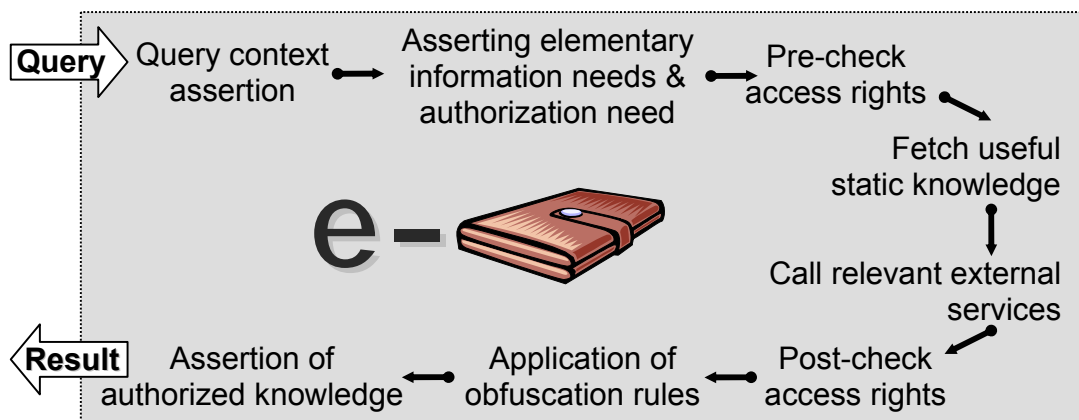 Query
Query context
assertion
Asserting elementary
information needs &
authorization need
Pre-check
access rights
Fetch useful
static knowledge
e-
Call relevant external
services
Post-check
access rights
Application of
obfuscation rules
Assertion of
authorized knowledge
Result